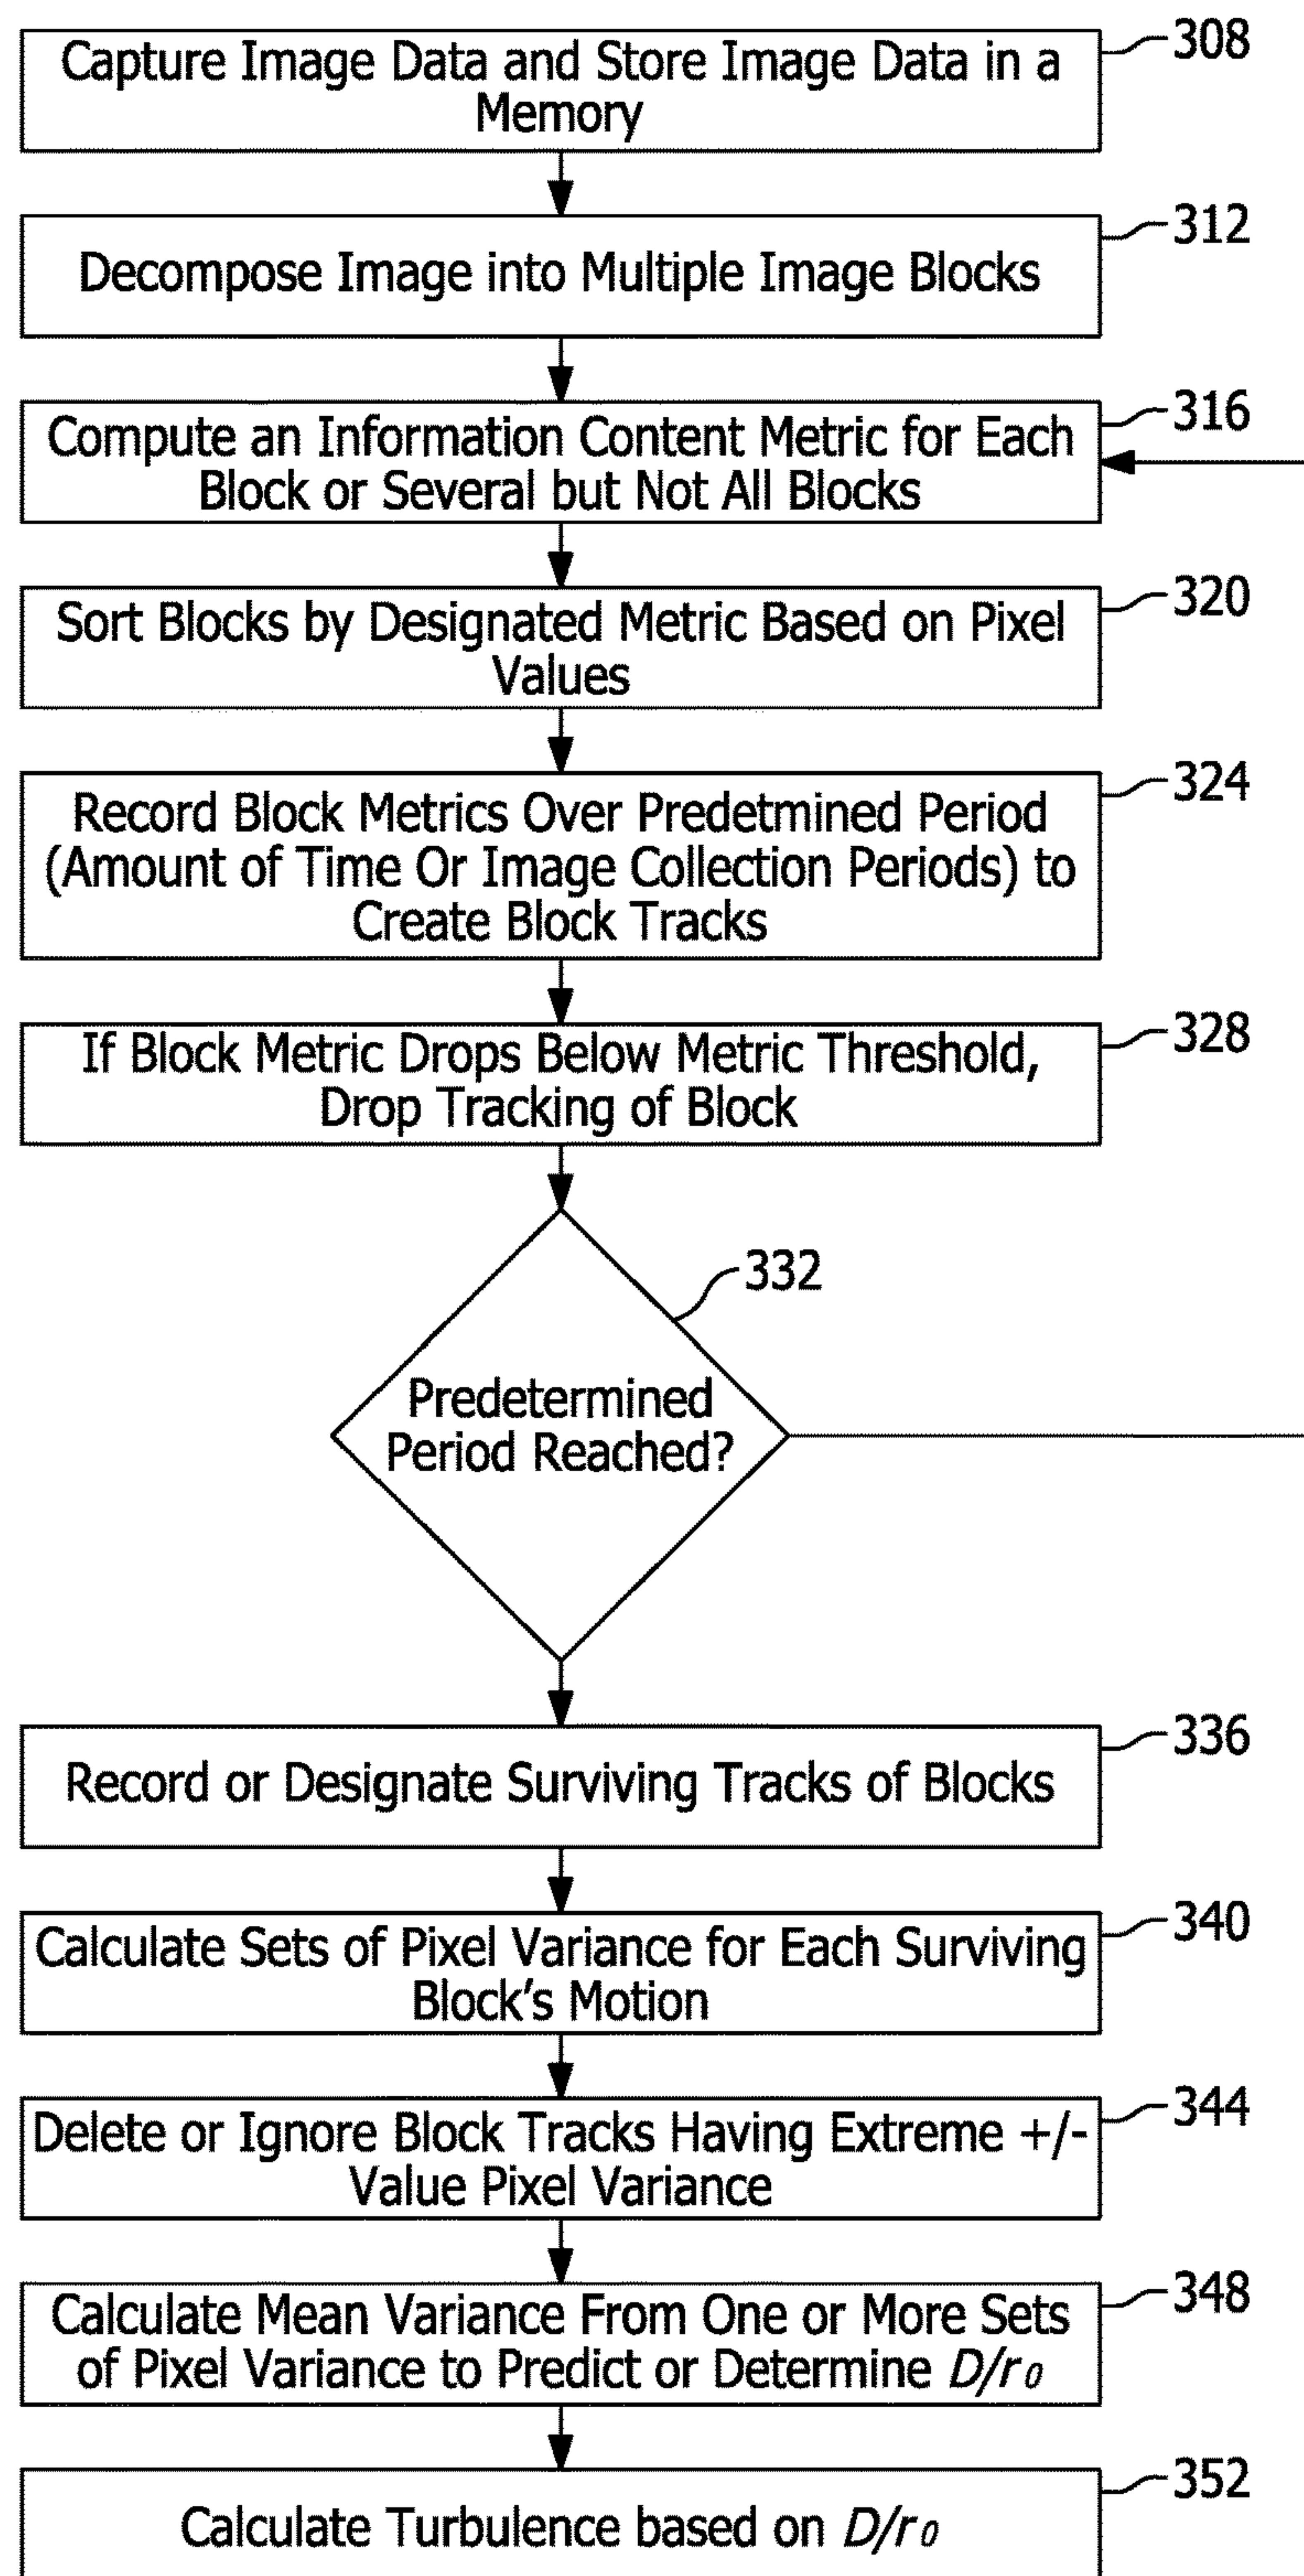 308
Capture Image Data and Store Image Data in a
Memory
312
Decompose Image into Multiple Image Blocks
316
Compute an Information Content Metric for Each
Block or Several but Not All Blocks
320
Sort Blocks by Designated Metric Based on Pixel
Values
324
Record Block Metrics Over Predetmined Period
(Amount of Time Or Image Collection Periods) to
Create Block Tracks
328
If Block Metric Drops Below Metric Threshold,
Drop Tracking of Block
332
Predetermined
Period Reached?
336
Record or Designate Surviving Tracks of Blocks
340
Calculate Sets of Pixel Variance for Each Surviving
Block's Motion
344
Delete or Ignore Block Tracks Having Extreme +/-
Value Pixel Variance
348
Calculate Mean Variance From One or More Sets
of Pixel Variance to Predict or Determine D/r₀
352
Calculate Turbulence based on D/r₀